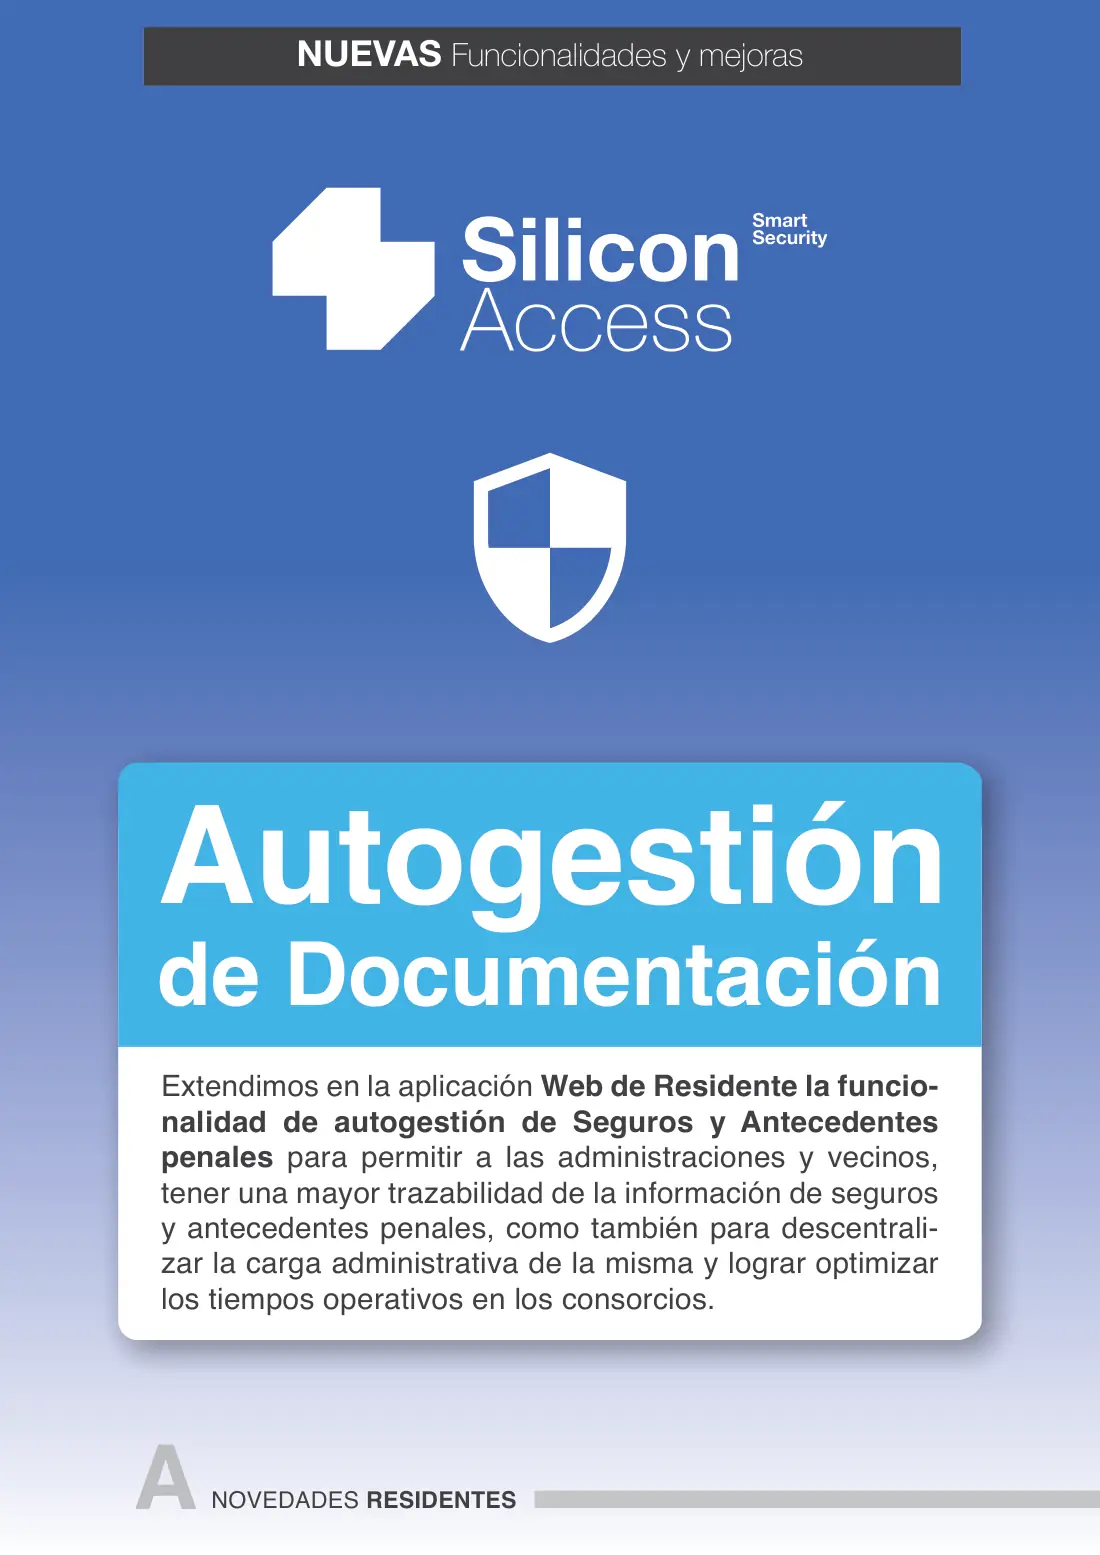 NUEVAS Funcionalidades y mejoras
Silicon
Smart
Security
Access
Autogestión
de Documentación
Extendimos en la aplicación Web de Residente la funcio-
nalidad de autogestión de Seguros y Antecedentes
penales para permitir a las administraciones y vecinos,
tener una mayor trazabilidad de la información de seguros
y antecedentes penales, como también para descentrali-
zar la carga administrativa de la misma y lograr optimizar
los tiempos operativos en los consorcios.
A NOVEDADES RESIDENTES